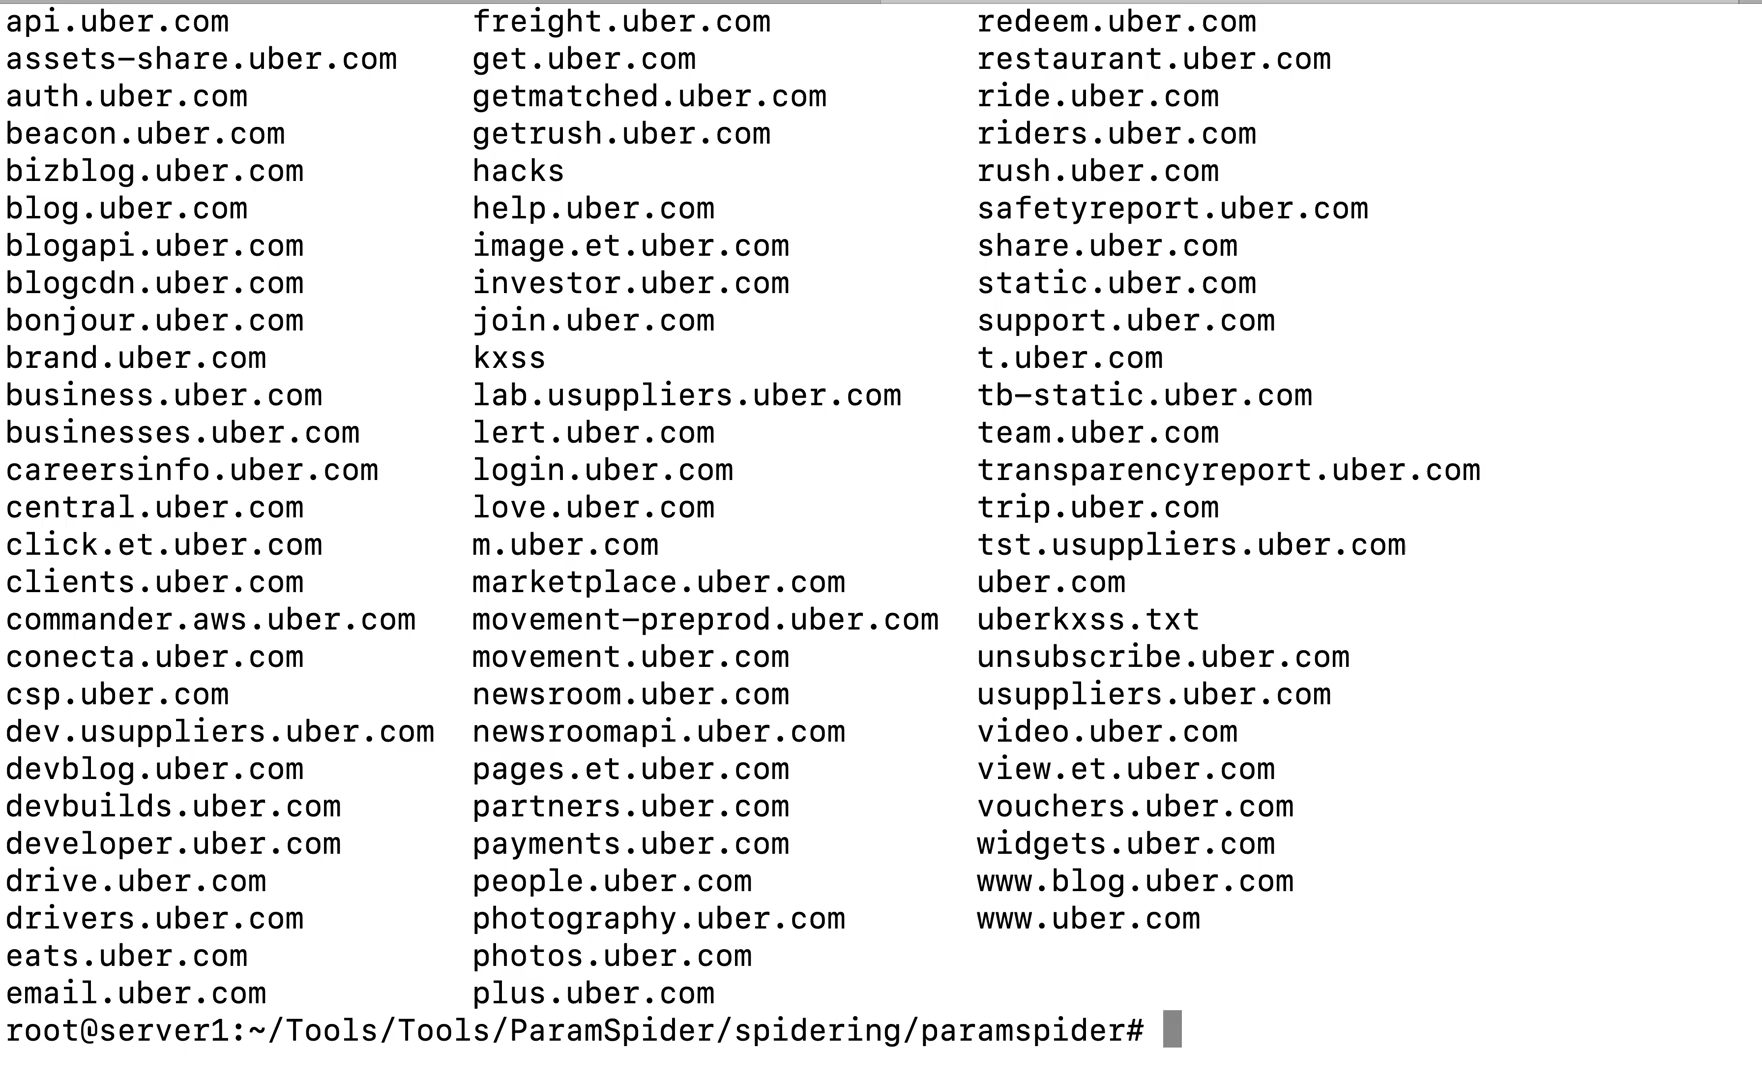 api.uber.com freight.uber.com redeem.uber.com
assets-share.uber.com get.uber.com restaurant.uber.com
auth.uber.com getmatched.uber.com ride.uber.com
beacon.uber.com getrush.uber.com riders.uber.com
bizblog.uber.com hacks rush.uber.com
blog.uber.com help.uber.com safetyreport.uber.com
blogapi.uber.com image.et.uber.com share.uber.com
blogcdn.uber.com investor.uber.com static.uber.com
bonjour.uber.com join.uber.com support.uber.com
brand.uber.com kxss t.uber.com
business.uber.com lab.usuppliers.uber.com tb-static.uber.com
businesses.uber.com lert.uber.com team.uber.com
careersinfo.uber.com login.uber.com transparencyreport.uber.com
central.uber.com love.uber.com trip.uber.com
click.et.uber.com m.uber.com tst.usuppliers.uber.com
clients.uber.com marketplace.uber.com uber.com
commander.aws.uber.com movement-preprod.uber.com uberkxss.txt
conecta.uber.com movement.uber.com unsubscribe.uber.com
csp.uber.com newsroom.uber.com usuppliers.uber.com
dev.usuppliers.uber.com newsroomapi.uber.com video.uber.com
devblog.uber.com pages.et.uber.com view.et.uber.com
devbuilds.uber.com partners.uber.com vouchers.uber.com
developer.uber.com payments.uber.com widgets.uber.com
drive.uber.com people.uber.com www.blog.uber.com
drivers.uber.com photography.uber.com www.uber.com
eats.uber.com photos.uber.com
email.uber.com plus.uber.com
root@server1:~/Tools/Tools/ParamSpider/spidering/paramspider#